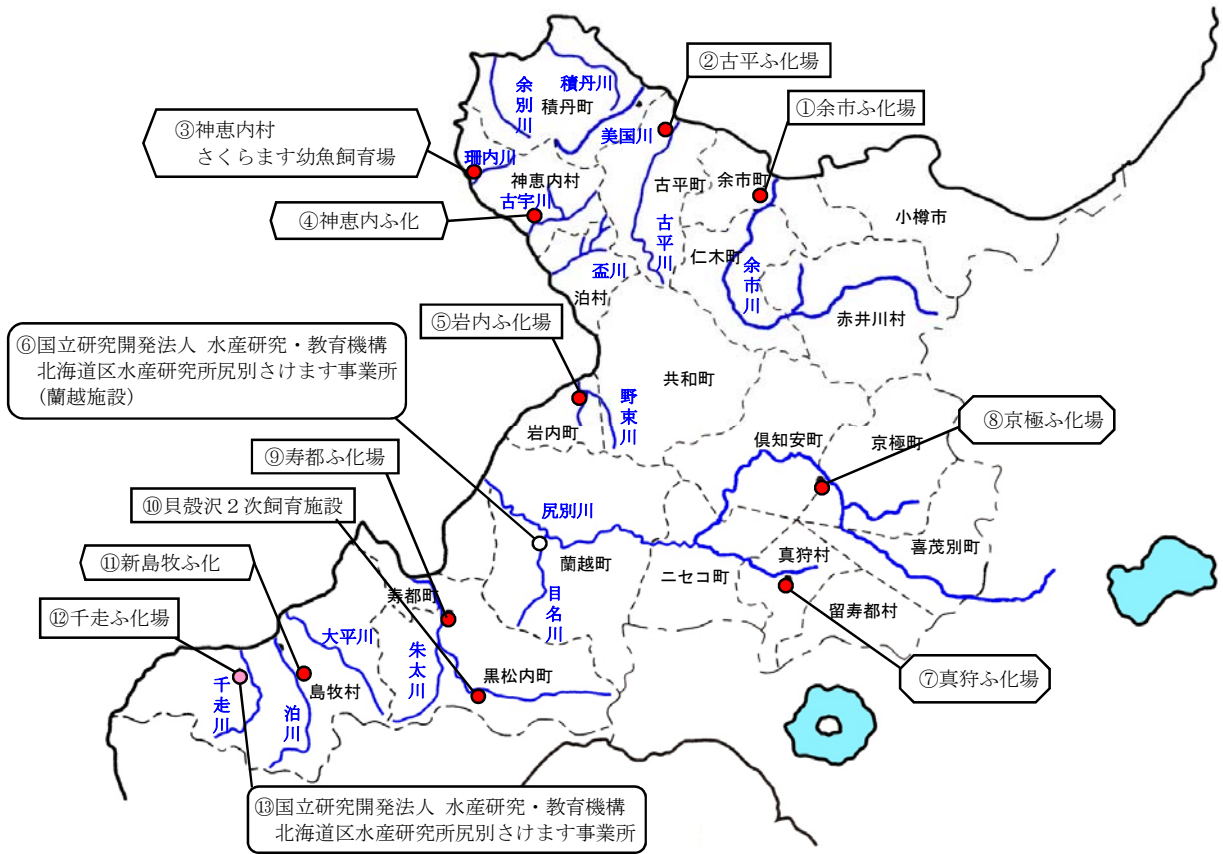 ②古平ふ化場
①余市ふ化場
③神恵内村
さくらます幼魚飼育場
④神恵内ふ化
⑤岩内ふ化場
⑥国立研究開発法人 水産研究・教育機構
北海道区水産研究所尻別さけます事業所
(蘭越施設)
⑧京極ふ化場
⑨寿都ふ化場
⑩貝殻沢２次飼育施設
⑪新島牧ふ化
⑫千走ふ化場
⑦真狩ふ化場
⑬国立研究開発法人 水産研究・教育機構
北海道区水産研究所尻別さけます事業所
余別川
積丹川
積丹町
美国川
珊内川
神恵内村
古宇川
古平町
余市町
小樽市
古平川
仁木町
余市川
盃川
泊村
赤井川村
共和町
野束川
岩内町
倶知安町
京極町
尻別川
蘭越町
目名川
ニセコ町
真狩村
喜茂別町
留寿都村
寿都町
大平川
朱太川
黒松内町
島牧村
千走川
泊川